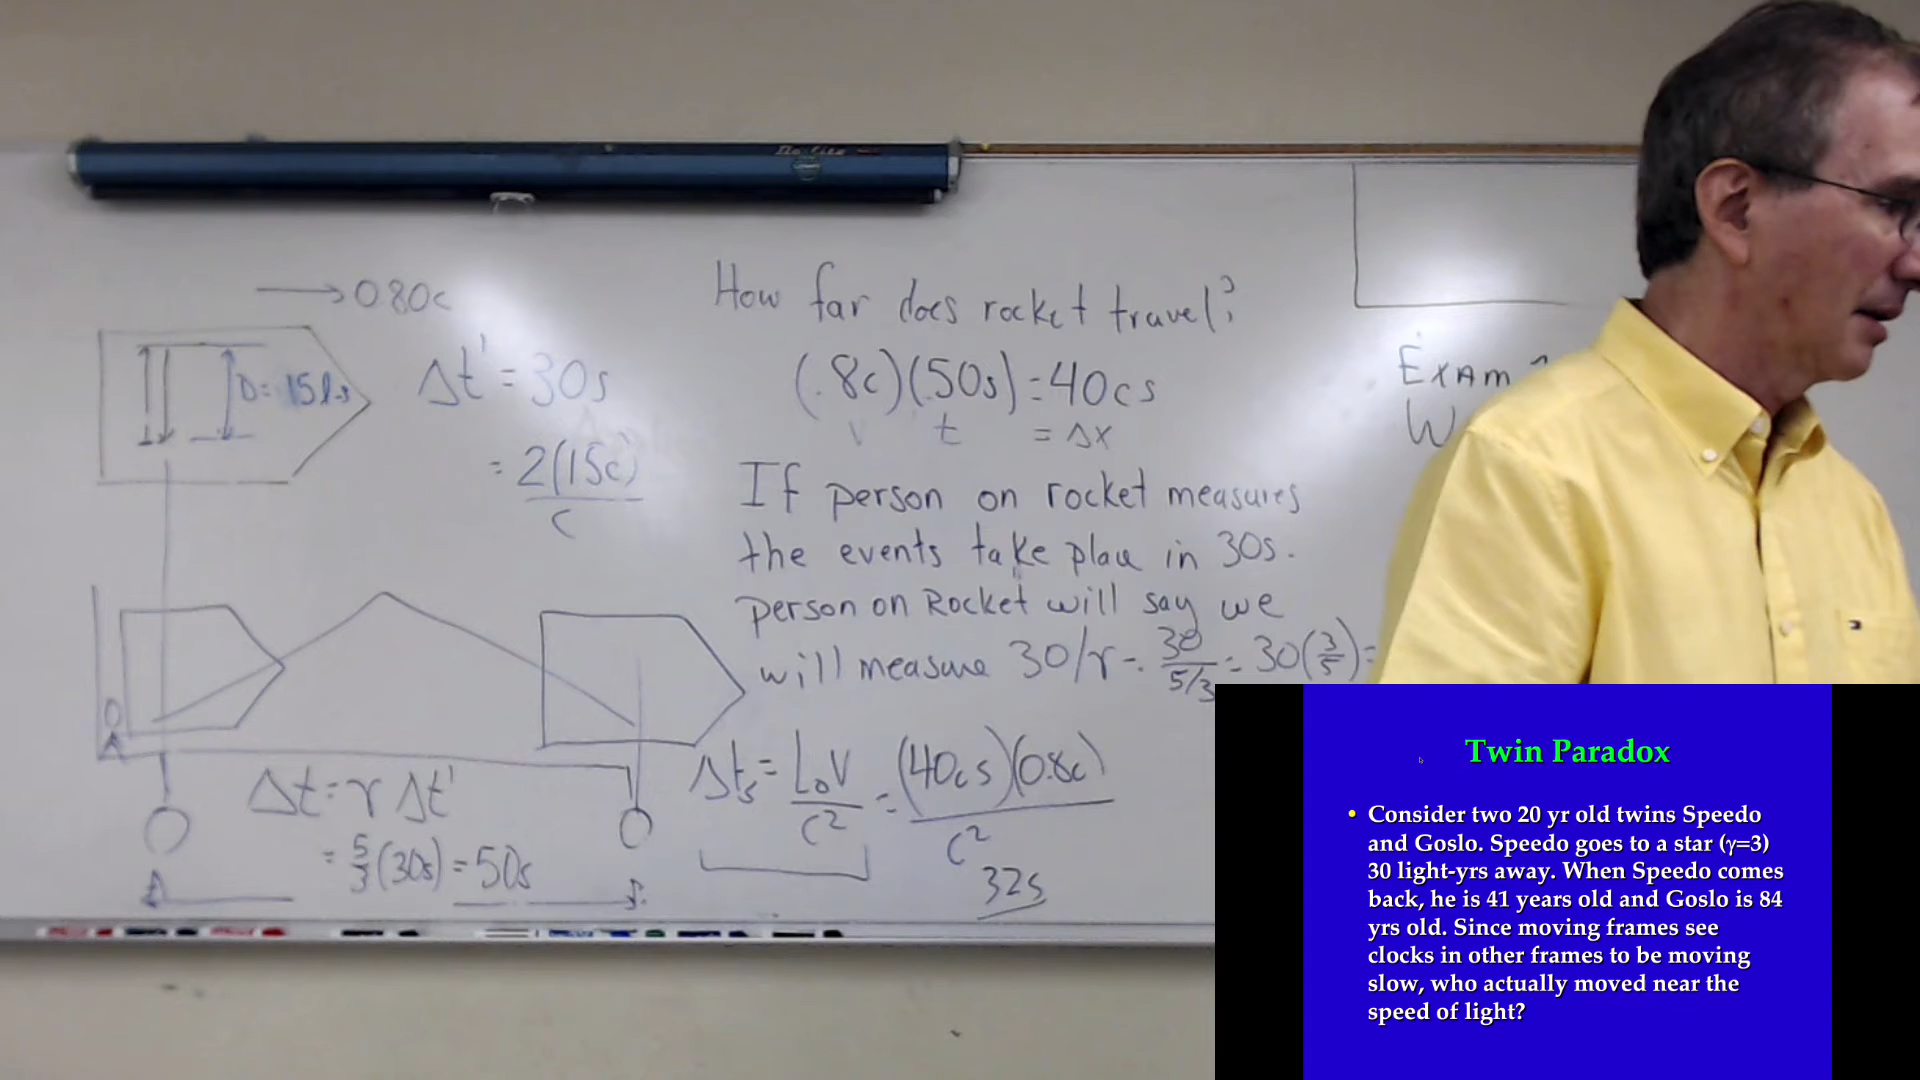 Da-Lite
→ 0.80c
D = 15 l-s
Δt' = 30s
= 2(15c)
c
Δt = γ Δt'
= 5/3 (30s) = 50s
How far does rocket travel?
(.8c)(50s) = 40cs
v t = Δx
If person on rocket measures
the events take place in 30s.
person on Rocket will say we
will measure 30/γ = 30 / 5/3 = 30(3/5) =
Δts = L₀V / c² = (40cs)(0.8c) / c²
32s
Exam
W
Twin Paradox
• Consider two 20 yr old twins Speedo
and Goslo. Speedo goes to a star (γ=3)
30 light-yrs away. When Speedo comes
back, he is 41 years old and Goslo is 84
yrs old. Since moving frames see
clocks in other frames to be moving
slow, who actually moved near the
speed of light?